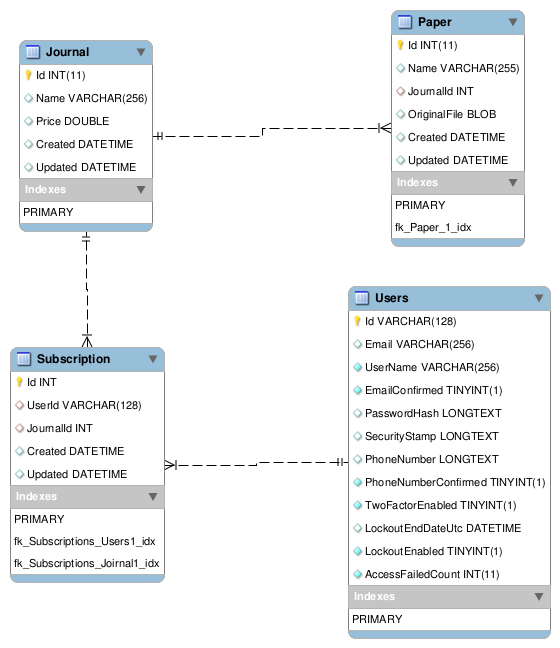 Journal
Id INT(11)
Name VARCHAR(256)
Price DOUBLE
Created DATETIME
Updated DATETIME
Indexes
PRIMARY
Paper
Id INT(11)
Name VARCHAR(255)
JournalId INT
OriginalFile BLOB
Created DATETIME
Updated DATETIME
Indexes
PRIMARY
fk_Paper_1_idx
Subscription
Id INT
UserId VARCHAR(128)
JournalId INT
Created DATETIME
Updated DATETIME
Indexes
PRIMARY
fk_Subscriptions_Users1_idx
fk_Subscriptions_Joirnal1_idx
Users
Id VARCHAR(128)
Email VARCHAR(256)
UserName VARCHAR(256)
EmailConfirmed TINYINT(1)
PasswordHash LONGTEXT
SecurityStamp LONGTEXT
PhoneNumber LONGTEXT
PhoneNumberConfirmed TINYINT(1)
TwoFactorEnabled TINYINT(1)
LockoutEndDateUtc DATETIME
LockoutEnabled TINYINT(1)
AccessFailedCount INT(11)
Indexes
PRIMARY